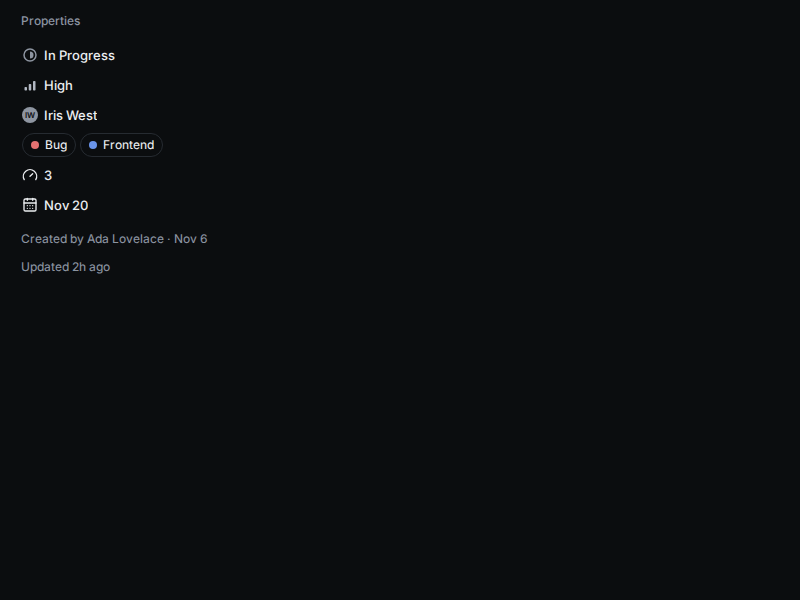 Properties
In Progress
High
IW Iris West
Bug Frontend
3
Nov 20
Created by Ada Lovelace · Nov 6
Updated 2h ago